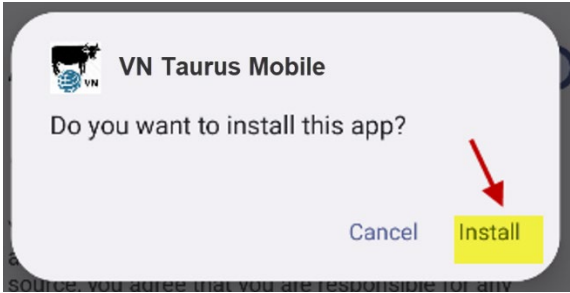 VN
VN Taurus Mobile
Do you want to install this app?
Cancel
Install
source, you agree that you are responsible for any